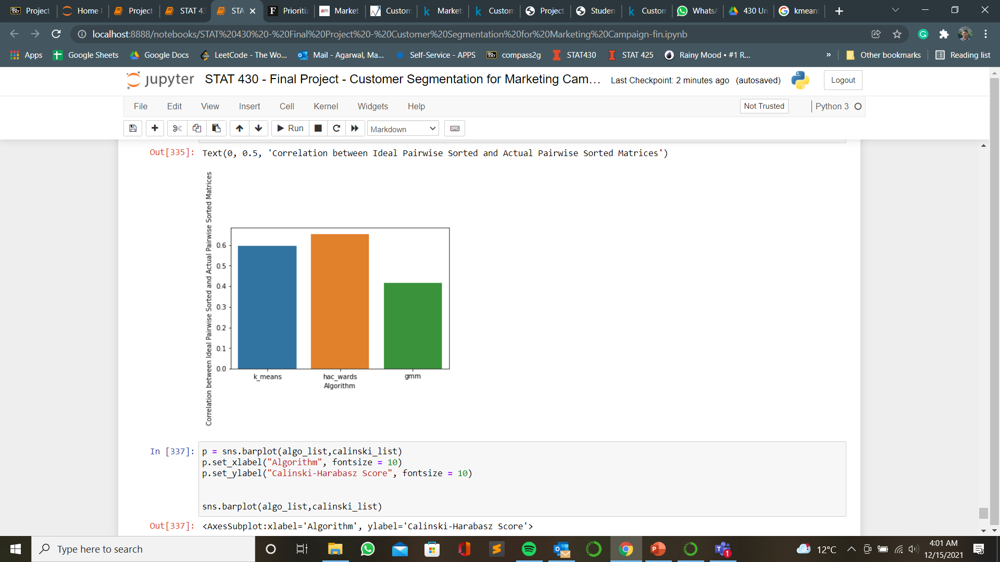 Bb Project
Home
Project
STAT 43
STA
F Prioritiz
am Market
Custom
k Marketi
k Custom
Project
Studen
k Custom
WhatsA
430 Un
G kmeans
localhost:8888/notebooks/STAT%20430%20-%20Final%20Project%20-%20Customer%20Segmentation%20for%20Marketing%20Campaign-fin.ipynb
Apps
Google Sheets
Google Docs
LeetCode - The Wo...
Mail - Agarwal, Ma...
Self-Service - APPS
Bb compass2g
STAT430
STAT 425
Rainy Mood • #1 R...
»
Other bookmarks
Reading list
jupyter STAT 430 - Final Project - Customer Segmentation for Marketing Cam... Last Checkpoint: 2 minutes ago (autosaved)
Logout
File Edit View Insert Cell Kernel Widgets Help
Not Trusted
Python 3
Run
Markdown
Out[335]: Text(0, 0.5, 'Correlation between Ideal Pairwise Sorted and Actual Pairwise Sorted Matrices')
Correlation between Ideal Pairwise Sorted and Actual Pairwise Sorted Matrices
0.6
0.5
0.4
0.3
0.2
0.1
0.0
k_means hac_wards gmm
Algorithm
In [337]: p = sns.barplot(algo_list,calinski_list)
p.set_xlabel("Algorithm", fontsize = 10)
p.set_ylabel("Calinski-Harabasz Score", fontsize = 10)
sns.barplot(algo_list,calinski_list)
Out[337]: <AxesSubplot:xlabel='Algorithm', ylabel='Calinski-Harabasz Score'>
Type here to search
12°C
4:01 AM
12/15/2021